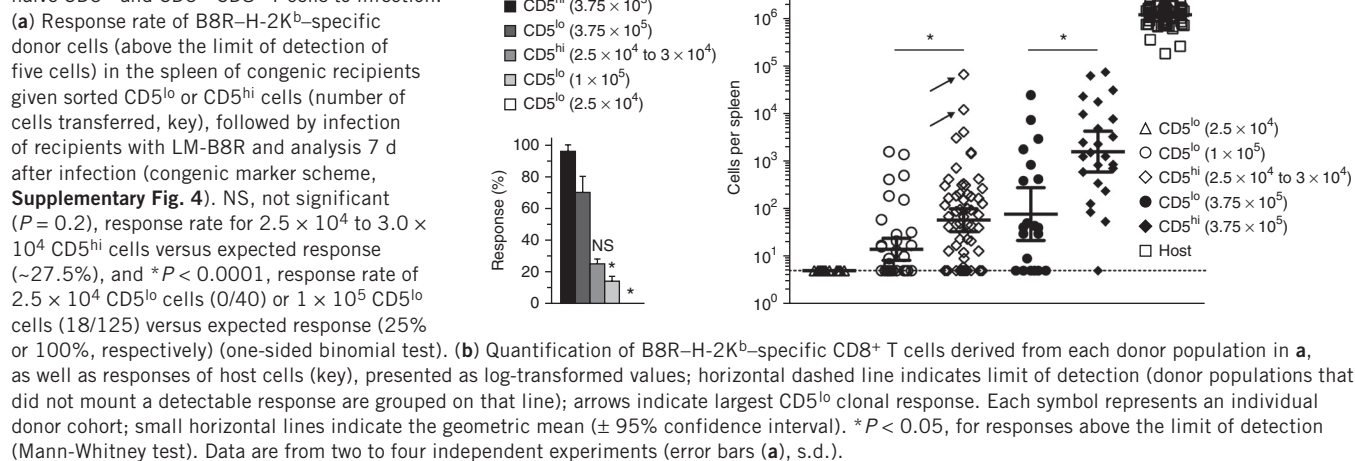 (a) Response rate of B8R–H-2Kᵇ–specific
donor cells (above the limit of detection of
five cells) in the spleen of congenic recipients
given sorted CD5ˡᵒ or CD5ʰⁱ cells (number of
cells transferred, key), followed by infection
of recipients with LM-B8R and analysis 7 d
after infection (congenic marker scheme,
Supplementary Fig. 4). NS, not significant
(P = 0.2), response rate for 2.5 × 10⁴ to 3.0 ×
10⁴ CD5ʰⁱ cells versus expected response
(~27.5%), and *P < 0.0001, response rate of
2.5 × 10⁴ CD5ˡᵒ cells (0/40) or 1 × 10⁵ CD5ˡᵒ
cells (18/125) versus expected response (25%
or 100%, respectively) (one-sided binomial test). (b) Quantification of B8R–H-2Kᵇ–specific CD8⁺ T cells derived from each donor population in a,
as well as responses of host cells (key), presented as log-transformed values; horizontal dashed line indicates limit of detection (donor populations that
did not mount a detectable response are grouped on that line); arrows indicate largest CD5ˡᵒ clonal response. Each symbol represents an individual
donor cohort; small horizontal lines indicate the geometric mean (± 95% confidence interval). *P < 0.05, for responses above the limit of detection
(Mann-Whitney test). Data are from two to four independent experiments (error bars (a), s.d.).
CD5ʰⁱ (3.75 × 10⁵)
CD5ˡᵒ (3.75 × 10⁵)
CD5ʰⁱ (2.5 × 10⁴ to 3 × 10⁴)
CD5ˡᵒ (1 × 10⁵)
CD5ˡᵒ (2.5 × 10⁴)
Response (%)
100
80
60
40
20
0
NS
*
*
Cells per spleen
10⁶
10⁵
10⁴
10³
10²
10¹
10⁰
*
*
CD5ˡᵒ (2.5 × 10⁴)
CD5ˡᵒ (1 × 10⁵)
CD5ʰⁱ (2.5 × 10⁴ to 3 × 10⁴)
CD5ˡᵒ (3.75 × 10⁵)
CD5ʰⁱ (3.75 × 10⁵)
Host